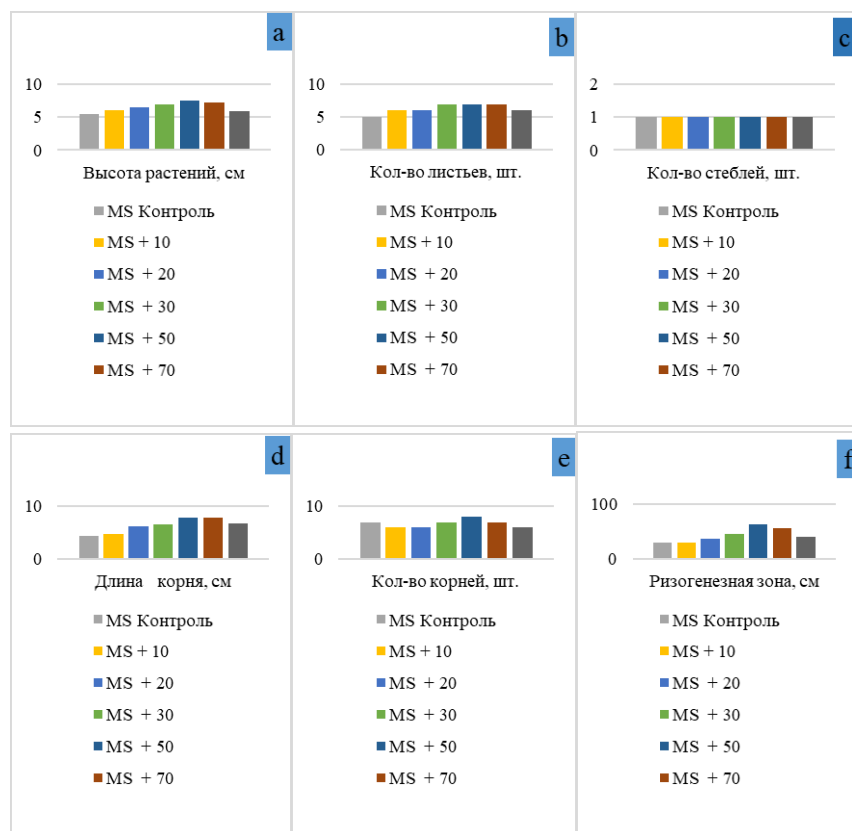 a
10
5
0
Высота растений, см
MS Контроль
MS + 10
MS + 20
MS + 30
MS + 50
MS + 70
b
10
5
0
Кол-во листьев, шт.
MS Контроль
MS + 10
MS + 20
MS + 30
MS + 50
MS + 70
c
2
1
0
Кол-во стеблей, шт.
MS Контроль
MS + 10
MS + 20
MS + 30
MS + 50
MS + 70
d
10
0
Длина корня, см
MS Контроль
MS + 10
MS + 20
MS + 30
MS + 50
MS + 70
e
10
0
Кол-во корней, шт.
MS Контроль
MS + 10
MS + 20
MS + 30
MS + 50
MS + 70
f
100
0
Ризогенезная зона, см
MS Контроль
MS + 10
MS + 20
MS + 30
MS + 50
MS + 70